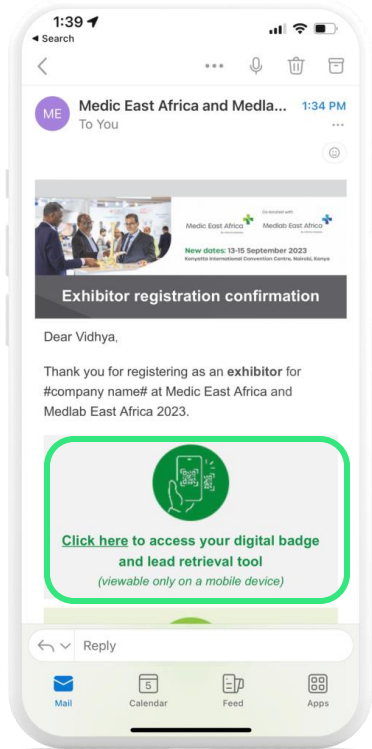 1:39
Search
ME
Medic East Africa and Medla...
1:34 PM
To You
Co-located with
Medic East Africa
Medlab East Africa
New dates: 13-15 September 2023
Kenyatta International Convention Centre, Nairobi, Kenya
Exhibitor registration confirmation
Dear Vidhya,
Thank you for registering as an exhibitor for
#company name# at Medic East Africa and
Medlab East Africa 2023.
Click here to access your digital badge
and lead retrieval tool
(viewable only on a mobile device)
Reply
5
Mail
Calendar
Feed
Apps